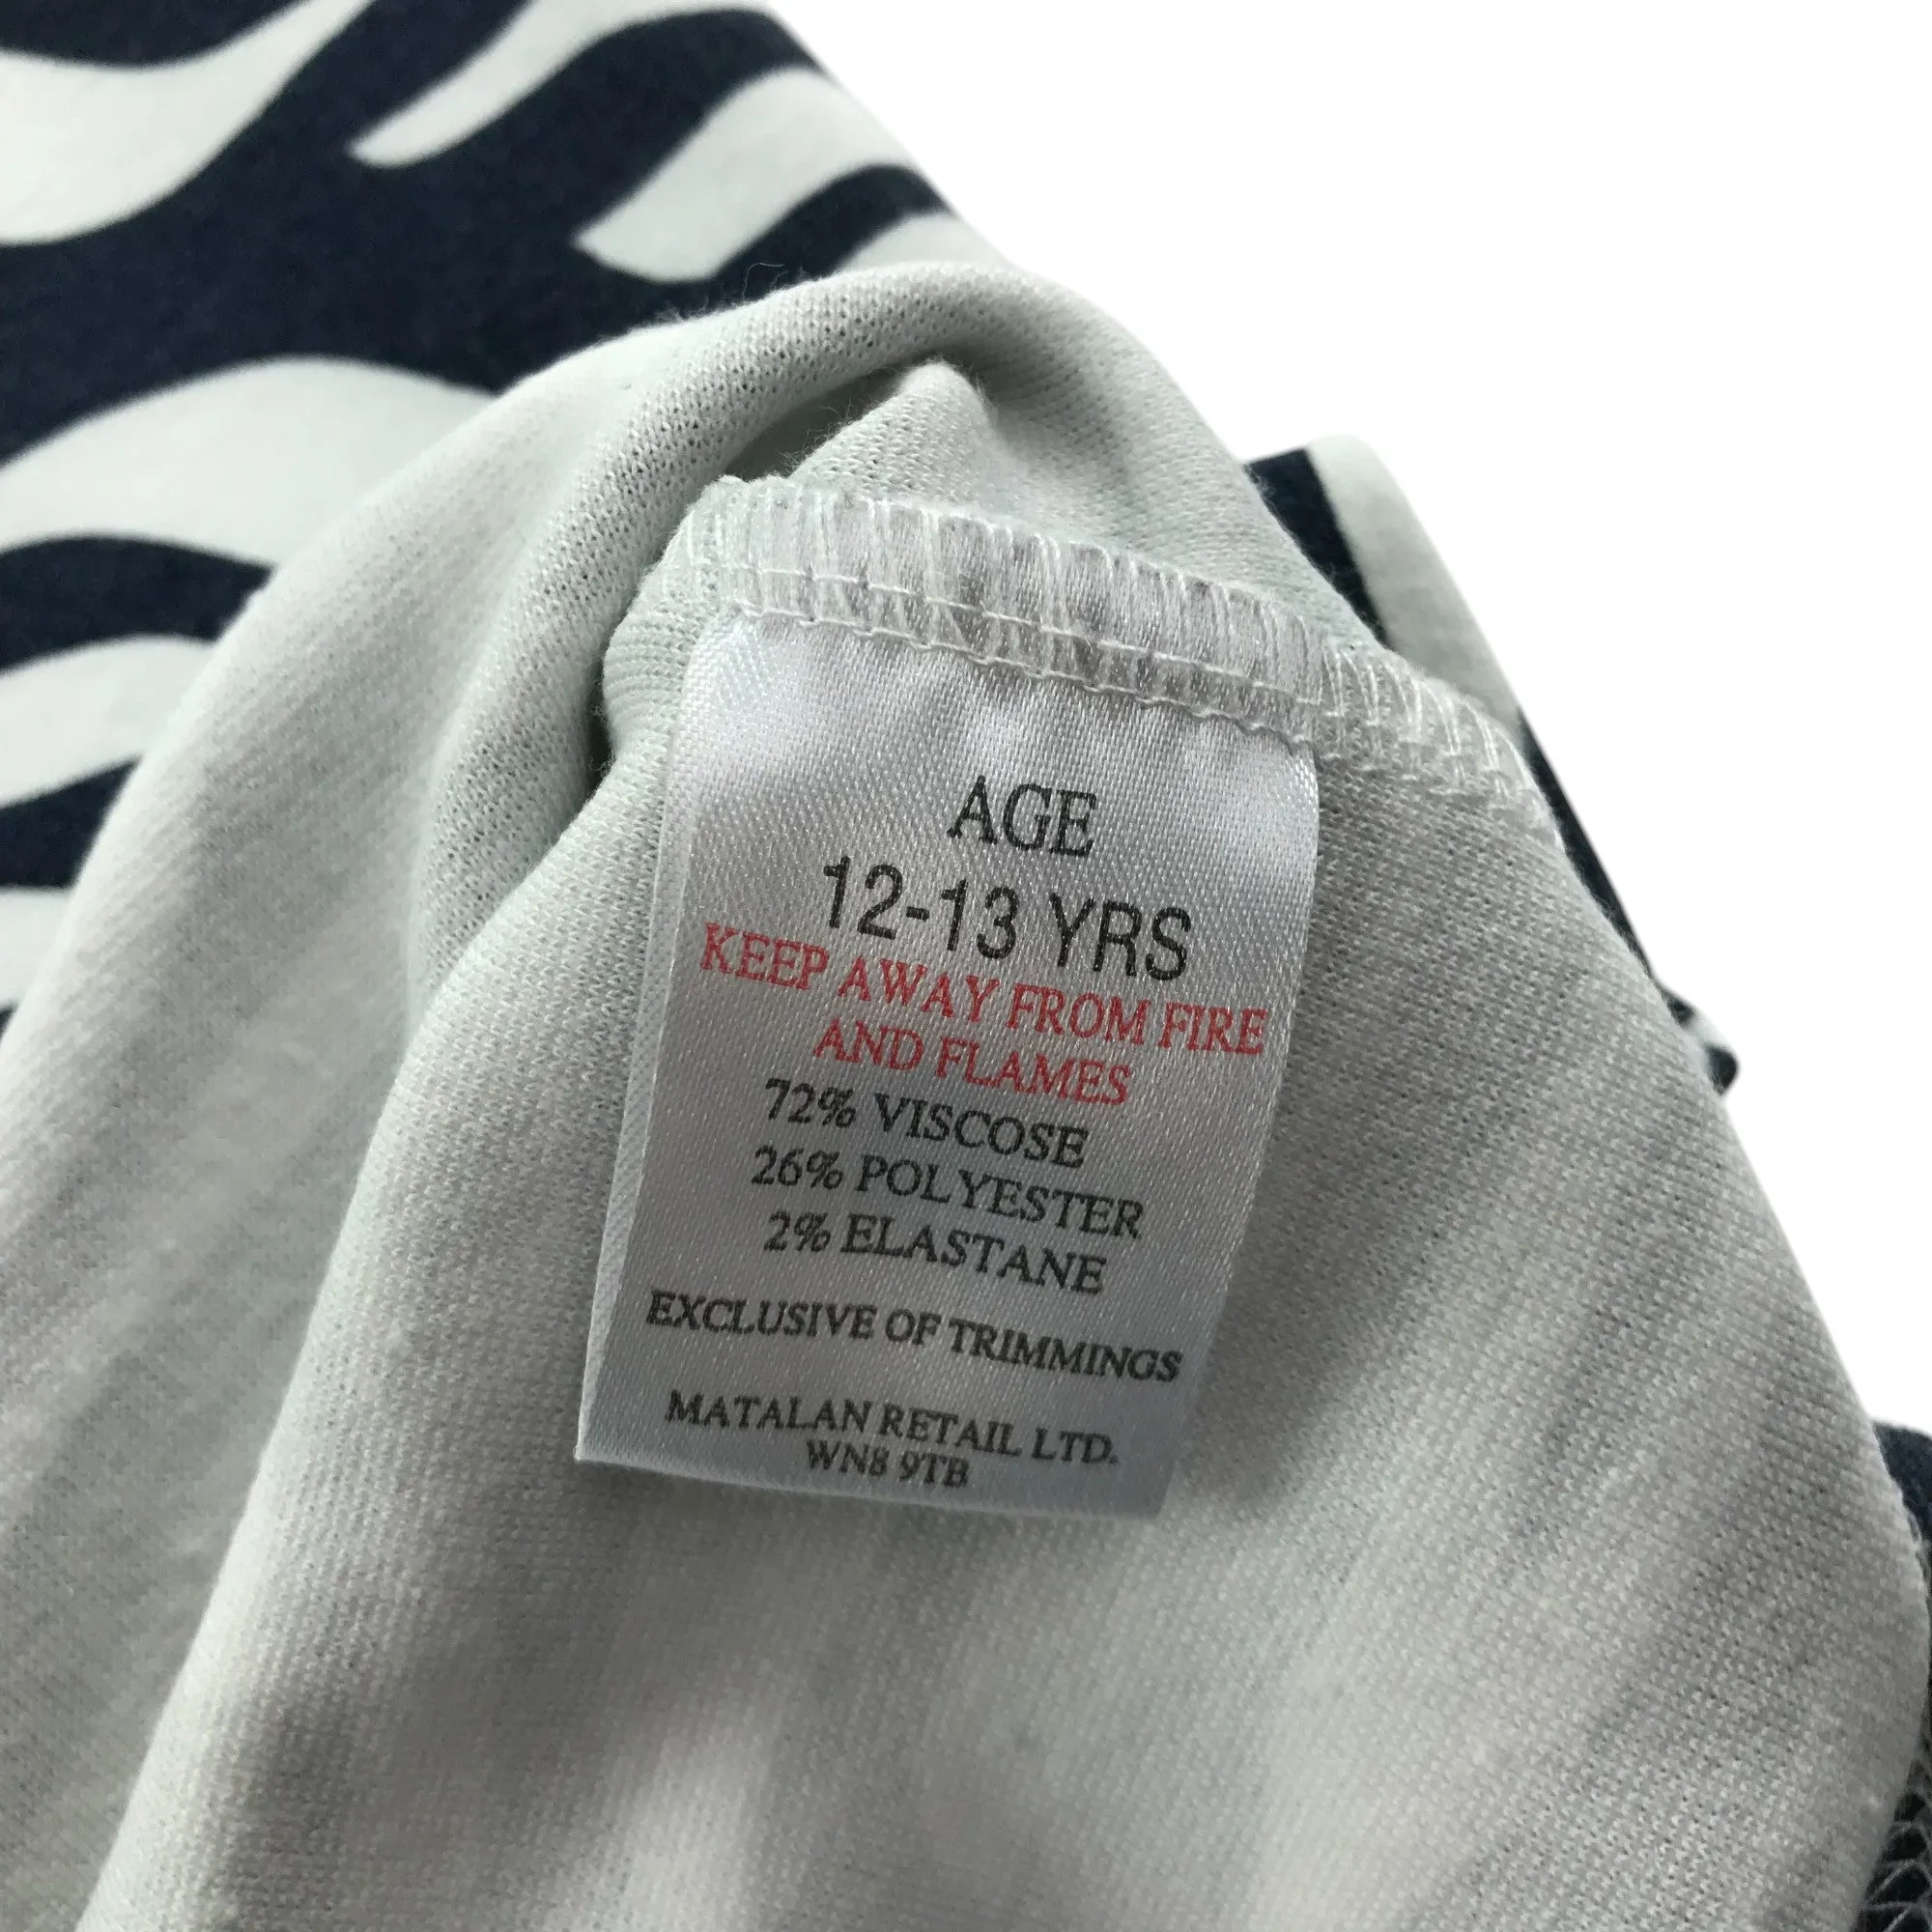 AGE
12-13 YRS
KEEP AWAY FROM FIRE
AND FLAMES
72% VISCOSE
26% POLYESTER
2% ELASTANE
EXCLUSIVE OF TRIMMINGS
MATALAN RETAIL LTD.
WN8 9TB